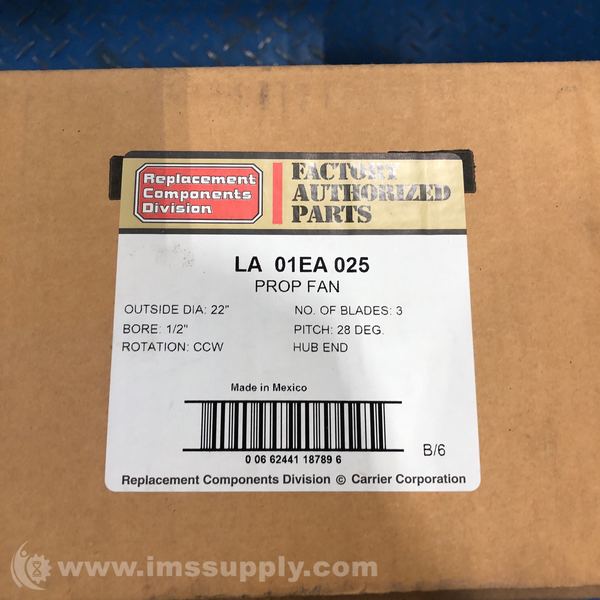 Replacement
Components
Division
FACTORY
AUTHORIZED
PARTS
LA 01EA 025
PROP FAN
OUTSIDE DIA: 22"
NO. OF BLADES: 3
BORE: 1/2"
PITCH: 28 DEG.
ROTATION: CCW
HUB END
Made in Mexico
0 06 62441 18789 6
B/6
Replacement Components Division © Carrier Corporation
www.imssupply.com